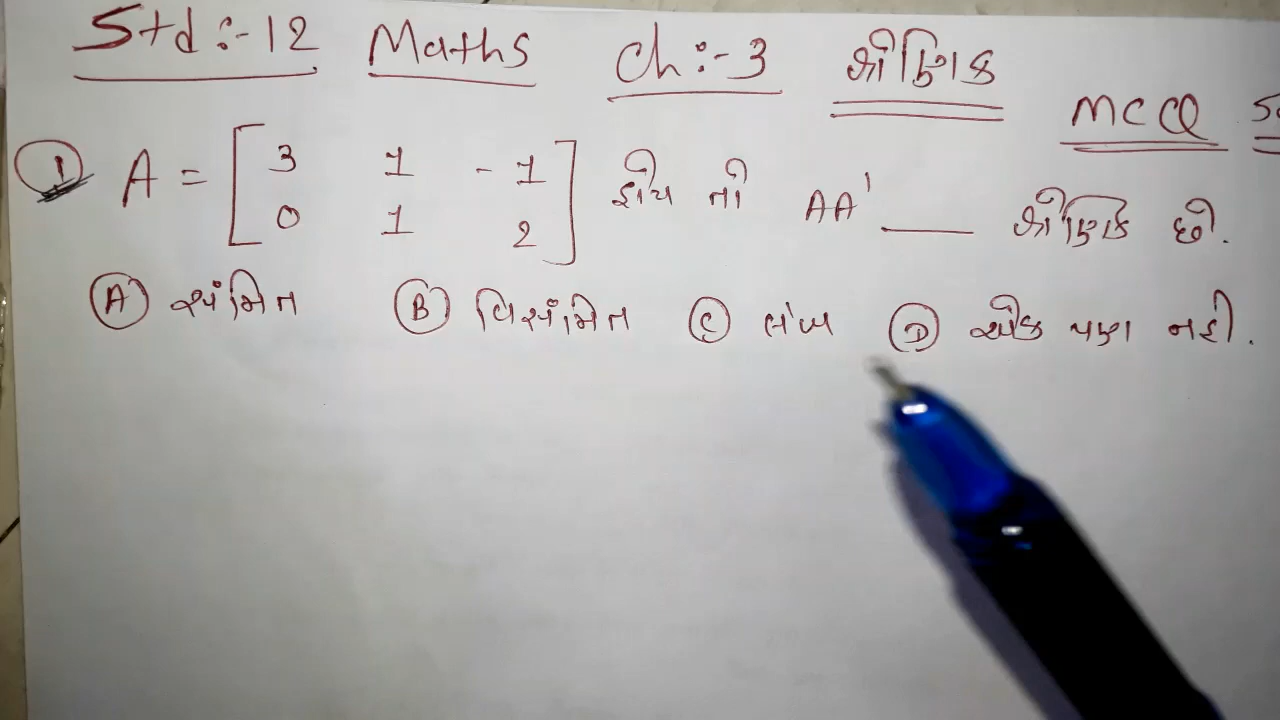 Std :- 12 Maths Ch :- 3 શ્રેણિક
MCQ
① A = [ 3 1 -1 ] હોય તો AA' ____ શ્રેણિક છે.
[ 0 1 2 ]
Ⓐ સંમિત Ⓑ વિસંમિત Ⓒ લંબ Ⓓ એક પણ નહી.